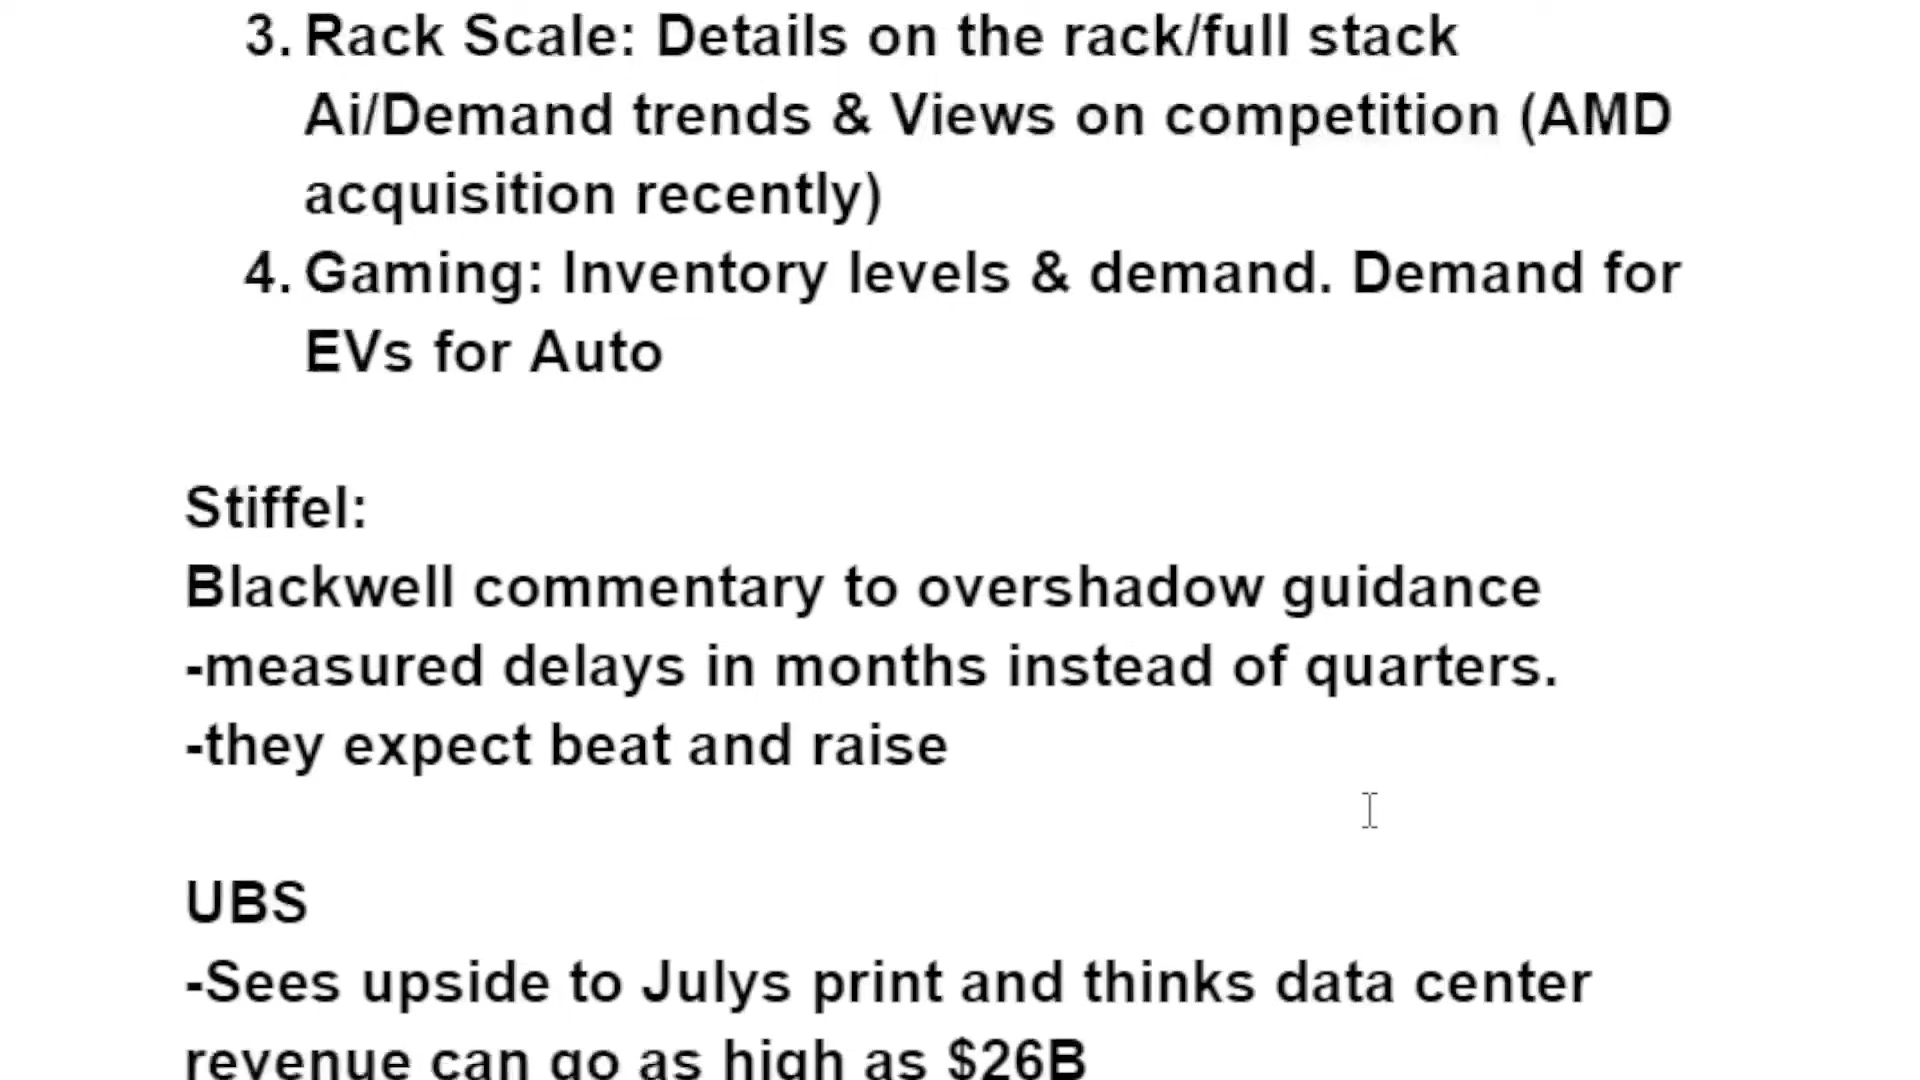 3. Rack Scale: Details on the rack/full stack
Ai/Demand trends & Views on competition (AMD
acquisition recently)
4. Gaming: Inventory levels & demand. Demand for
EVs for Auto
Stiffel:
Blackwell commentary to overshadow guidance
-measured delays in months instead of quarters.
-they expect beat and raise
UBS
-Sees upside to Julys print and thinks data center
revenue can go as high as $26B